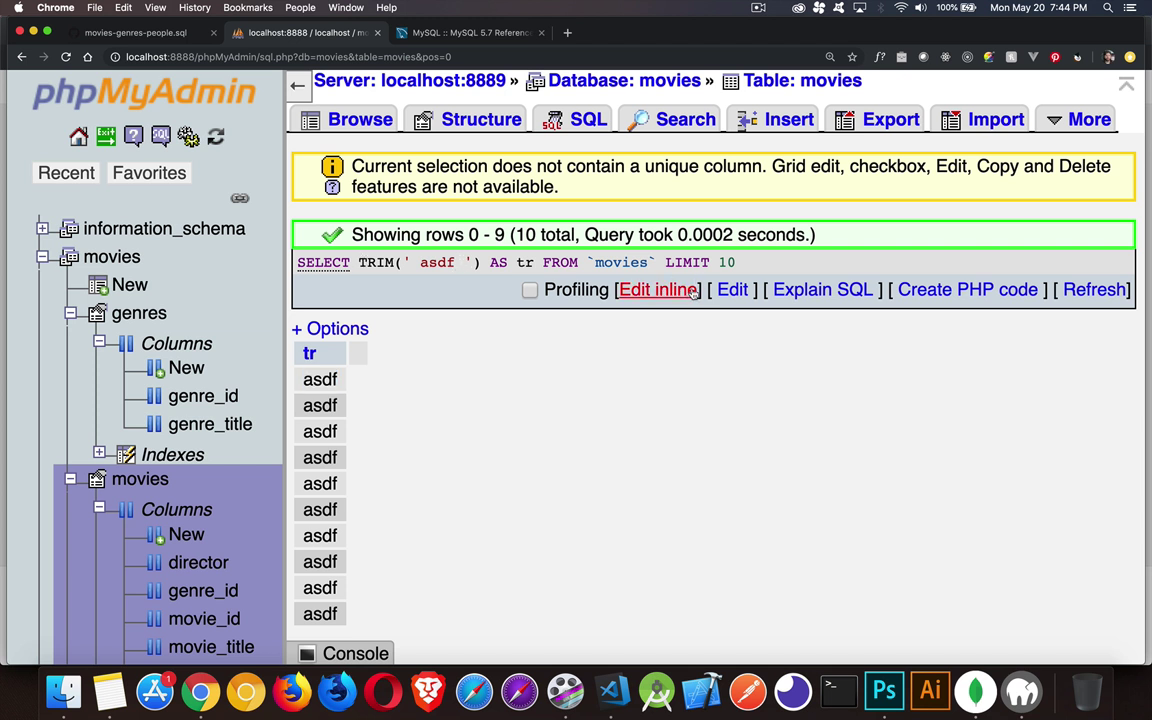 Chrome File Edit View History Bookmarks People Window Help 100% Mon May 20 7:44 PM
movies-genres-people.sql × localhost:8888 / localhost / mo × MySQL :: MySQL 5.7 Referenc × +
localhost:8888/phpMyAdmin/sql.php?db=movies&table=movies&pos=0
phpMyAdmin
Recent Favorites
information_schema
movies
New
genres
Columns
New
genre_id
genre_title
Indexes
movies
Columns
New
director
genre_id
movie_id
movie_title
Server: localhost:8889 » Database: movies » Table: movies
Browse Structure SQL Search Insert Export Import More
Current selection does not contain a unique column. Grid edit, checkbox, Edit, Copy and Delete
features are not available.
Showing rows 0 - 9 (10 total, Query took 0.0002 seconds.)
SELECT TRIM(' asdf ') AS tr FROM `movies` LIMIT 10
Profiling [Edit inline] [ Edit ] [ Explain SQL ] [ Create PHP code ] [ Refresh]
+ Options
tr
asdf
asdf
asdf
asdf
asdf
asdf
asdf
asdf
asdf
asdf
Console
1
Ps
Ai